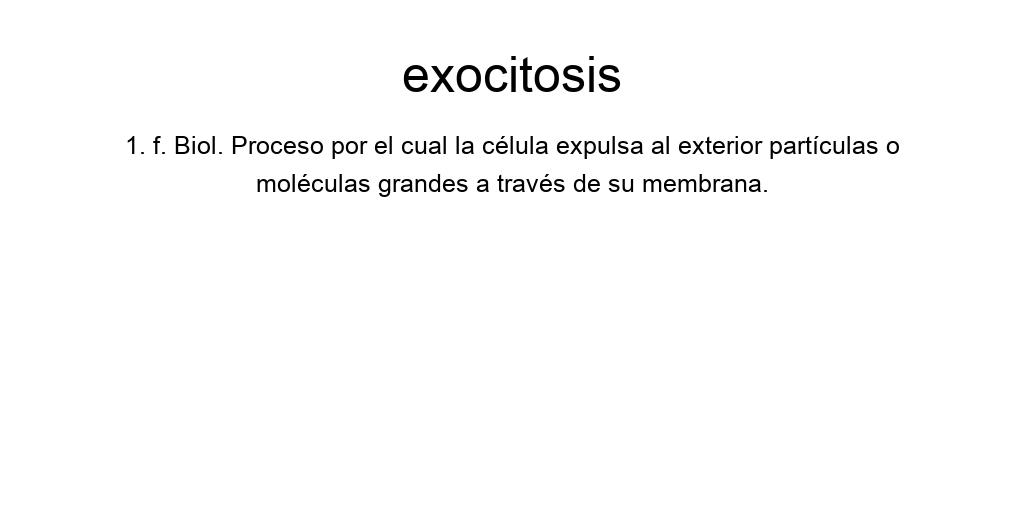 exocitosis
1. f. Biol. Proceso por el cual la célula expulsa al exterior partículas o
moléculas grandes a través de su membrana.